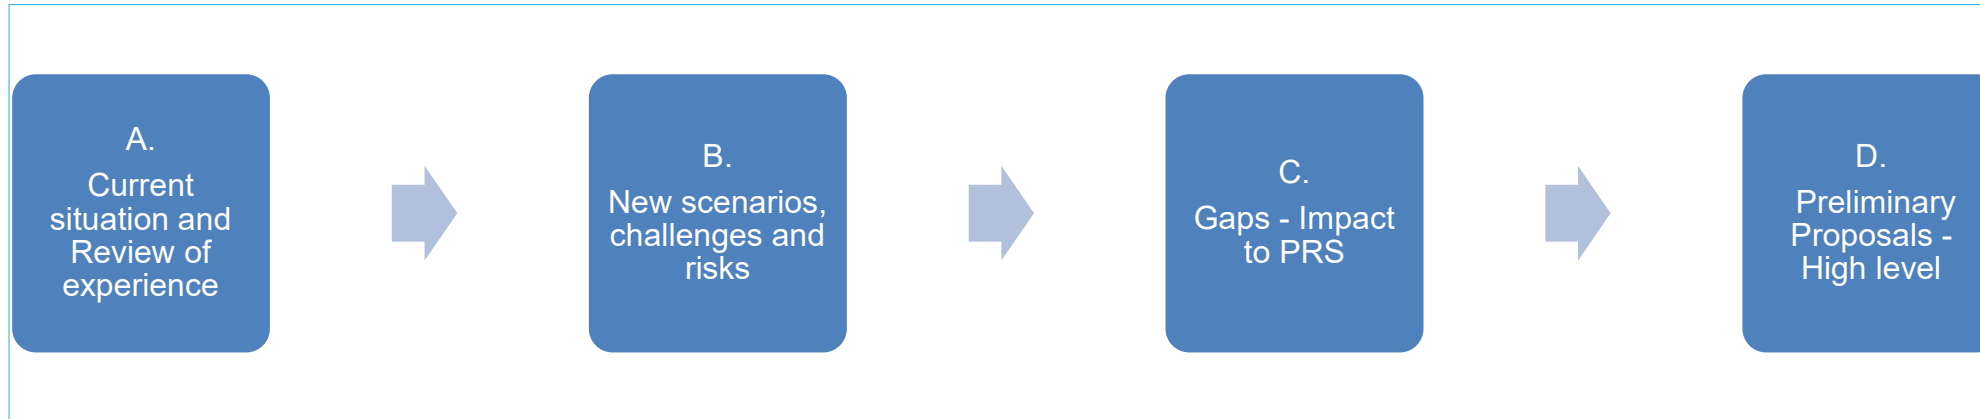 A.
Current
situation and
Review of
experience
B.
New scenarios,
challenges and
risks
C.
Gaps - Impact
to PRS
D.
Preliminary
Proposals -
High level